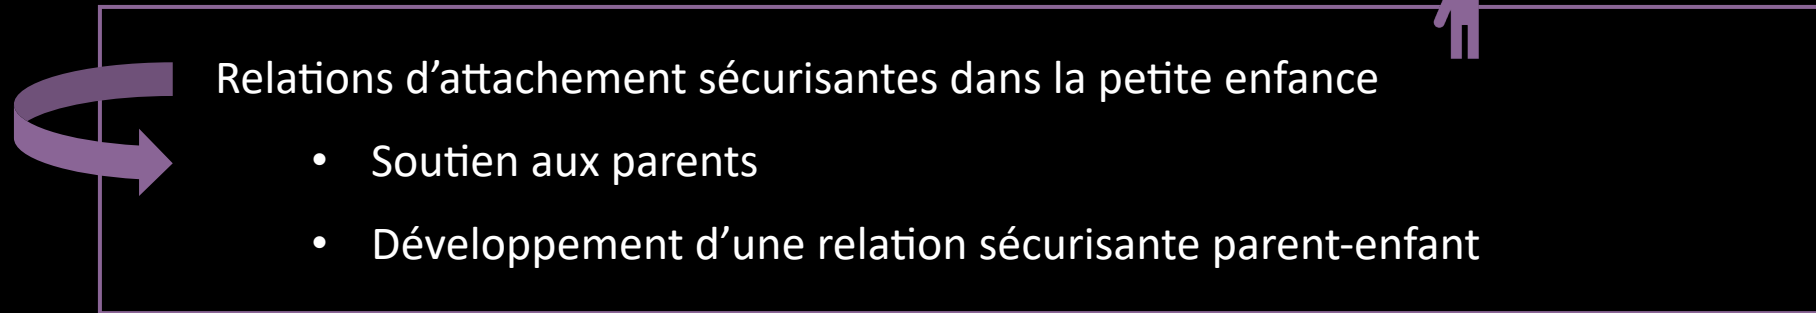 Relations d’attachement sécurisantes dans la petite enfance
• Soutien aux parents
• Développement d’une relation sécurisante parent-enfant